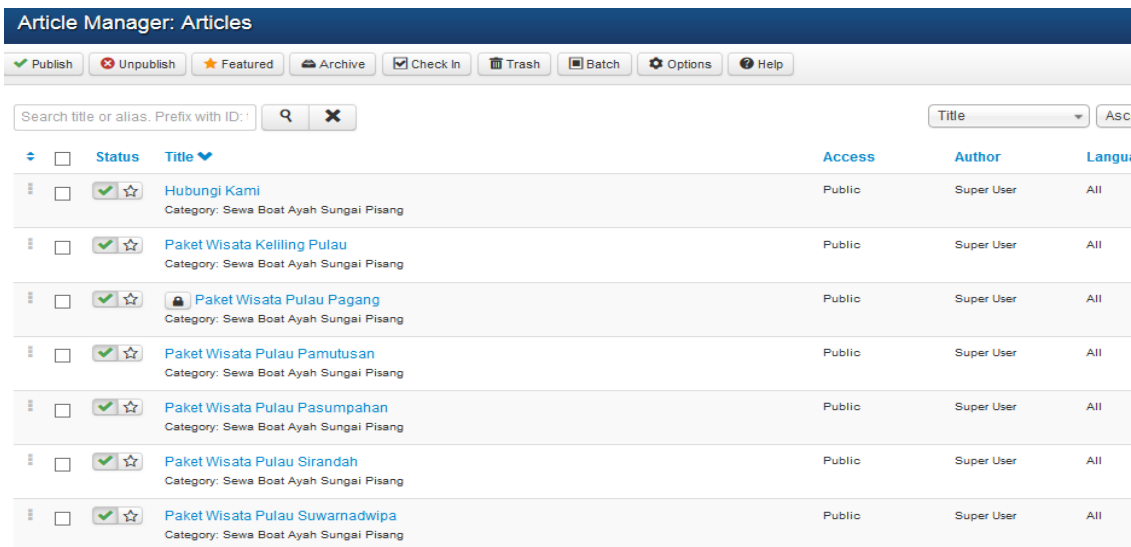 Article Manager: Articles
Publish Unpublish Featured Archive Check In Trash Batch Options Help
Search title or alias. Prefix with ID: Title Asc
Status Title Access Author Langua
Hubungi Kami Public Super User All
Category: Sewa Boat Ayah Sungai Pisang
Paket Wisata Keliling Pulau Public Super User All
Category: Sewa Boat Ayah Sungai Pisang
Paket Wisata Pulau Pagang Public Super User All
Category: Sewa Boat Ayah Sungai Pisang
Paket Wisata Pulau Pamutusan Public Super User All
Category: Sewa Boat Ayah Sungai Pisang
Paket Wisata Pulau Pasumpahan Public Super User All
Category: Sewa Boat Ayah Sungai Pisang
Paket Wisata Pulau Sirandah Public Super User All
Category: Sewa Boat Ayah Sungai Pisang
Paket Wisata Pulau Suwarnadwipa Public Super User All
Category: Sewa Boat Ayah Sungai Pisang